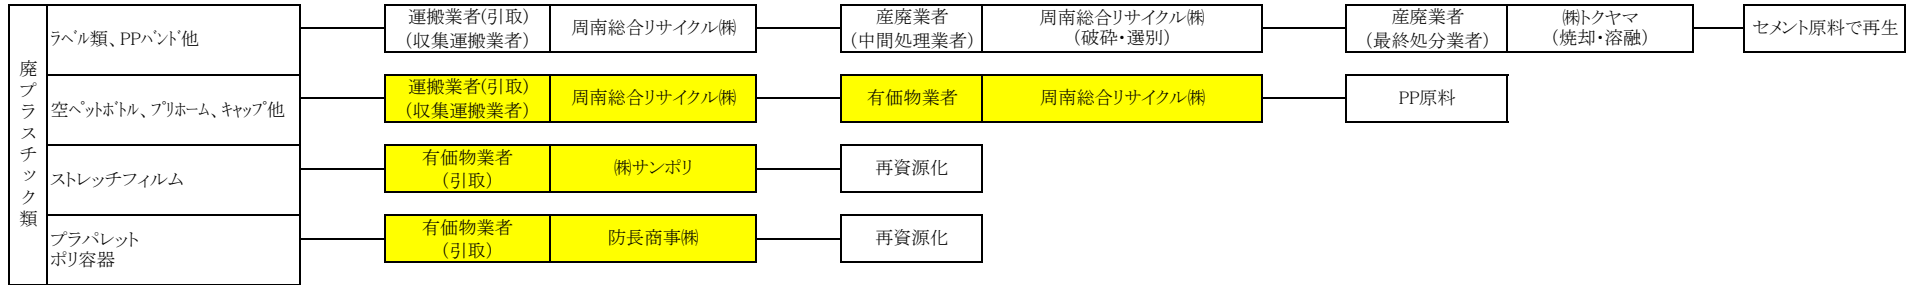 廃プラスチック類
ﾗﾍﾞﾙ類、PPﾊﾞﾝﾄﾞ他
運搬業者(引取)
(収集運搬業者)
周南総合リサイクル㈱
産廃業者
(中間処理業者)
周南総合リサイクル㈱
(破砕・選別)
産廃業者
(最終処分業者)
㈱トクヤマ
(焼却・溶融)
セメント原料で再生
空ﾍﾟｯﾄﾎﾞﾄﾙ、ﾌﾟﾘﾎｰﾑ、ｷｬｯﾌﾟ他
運搬業者(引取)
(収集運搬業者)
周南総合リサイクル㈱
有価物業者
周南総合リサイクル㈱
PP原料
ストレッチフィルム
有価物業者
(引取)
㈱サンポリ
再資源化
プラパレット
ポリ容器
有価物業者
(引取)
防長商事㈱
再資源化